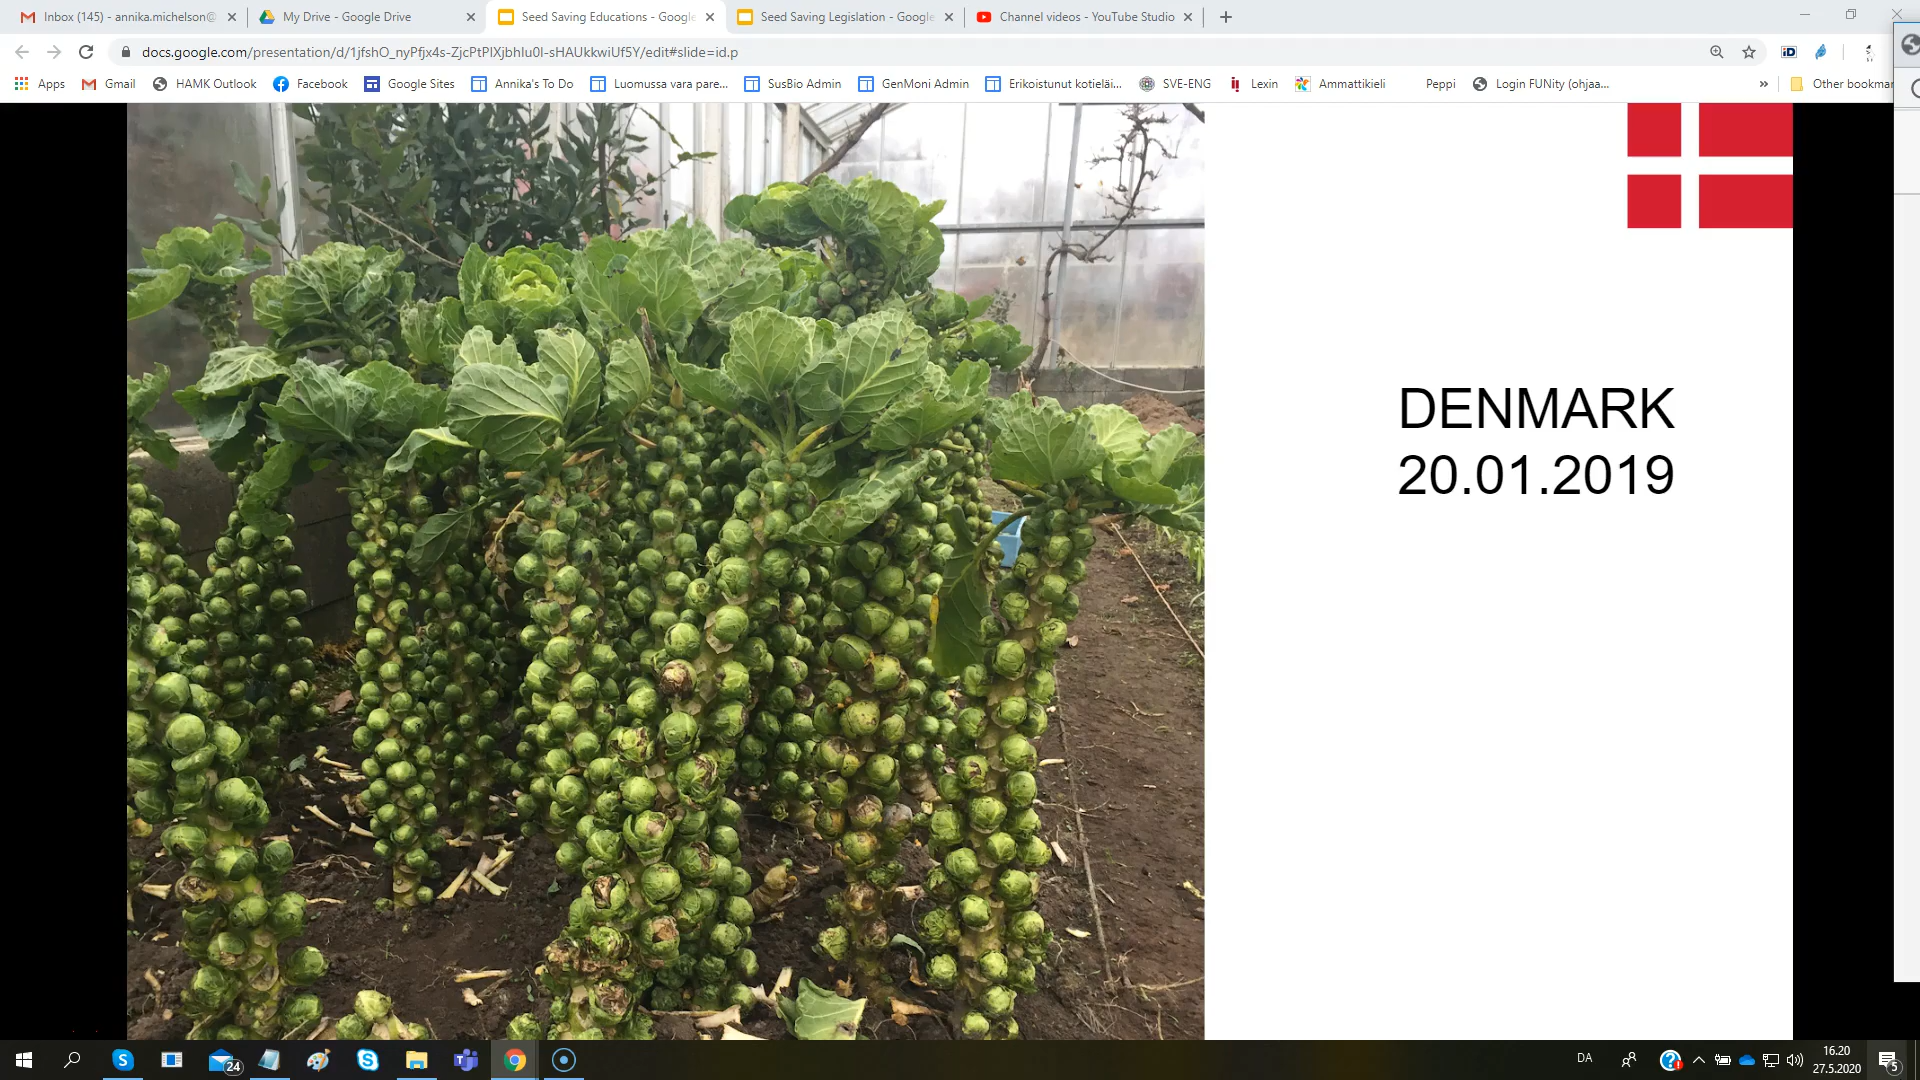 Inbox (145) - annika.michelson@
My Drive - Google Drive
Seed Saving Educations - Google
Seed Saving Legislation - Google
Channel videos - YouTube Studio
docs.google.com/presentation/d/1jfshO_nyPfjx4s-ZjcPtPlXjbhIu0l-sHAUkkwiUf5Y/edit#slide=id.p
Apps
Gmail
HAMK Outlook
Facebook
Google Sites
Annika's To Do
Luomussa vara pare...
SusBio Admin
GenMoni Admin
Erikoistunut kotieläi...
SVE-ENG
Lexin
Ammattikieli
Peppi
Login FUNity (ohjaa...
Other bookmar
DENMARK
20.01.2019
24
DA
16.20
27.5.2020
5